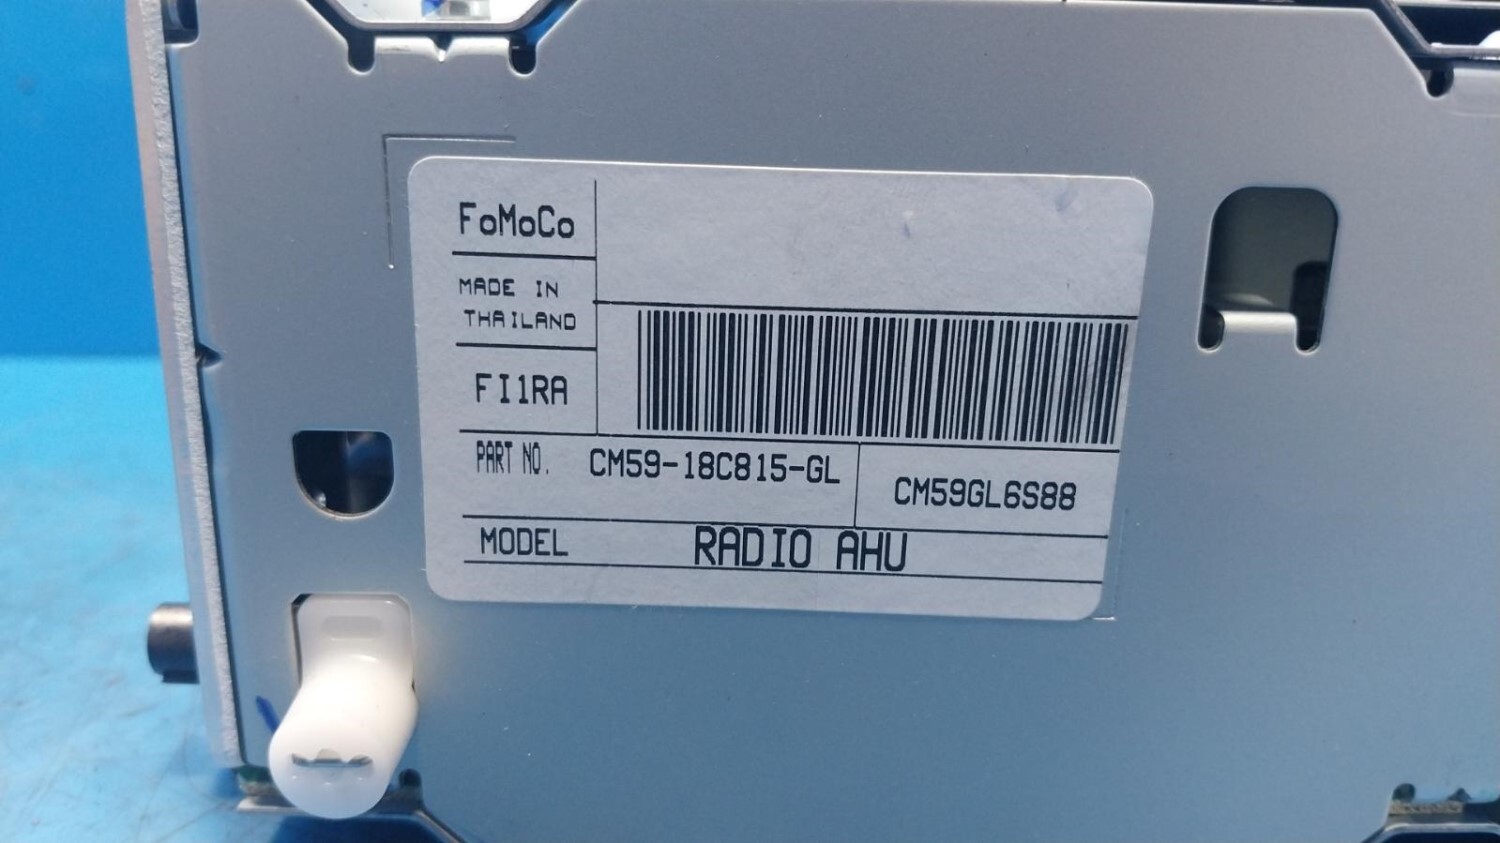 FoMoCo
MADE IN
THAILAND
FI1RA
PART NO. CM59-18C815-GL
CM59GL6S88
MODEL RADIO AHU